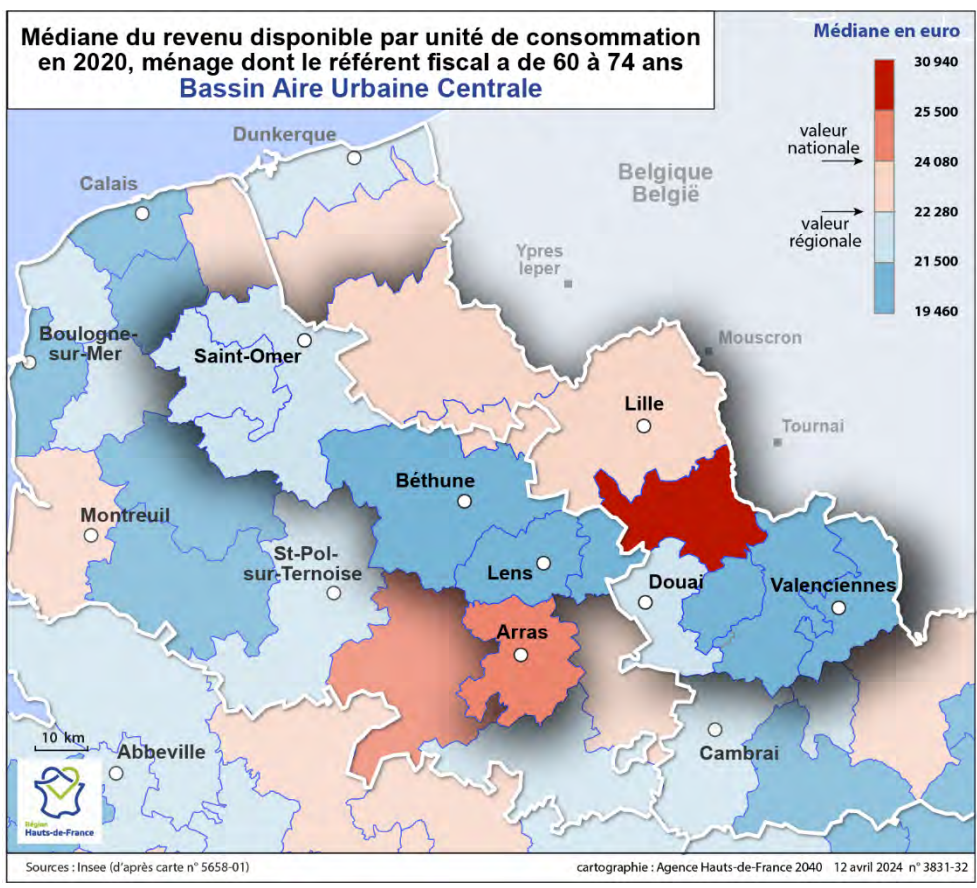 Médiane du revenu disponible par unité de consommation
en 2020, ménage dont le référent fiscal a de 60 à 74 ans
Bassin Aire Urbaine Centrale
Médiane en euro
30 940
25 500
valeur
nationale
24 080
22 280
valeur
régionale
21 500
19 460
Dunkerque
Calais
Belgique
België
Ypres
Ieper
Boulogne-
sur-Mer
Saint-Omer
Mouscron
Lille
Tournai
Béthune
Montreuil
St-Pol-
sur-Ternoise
Lens
Douai
Valenciennes
Arras
10 km
Abbeville
Cambrai
Région
Hauts-de-France
Sources : Insee (d'après carte n° 5658-01)
cartographie : Agence Hauts-de-France 2040 12 avril 2024 n° 3831-32